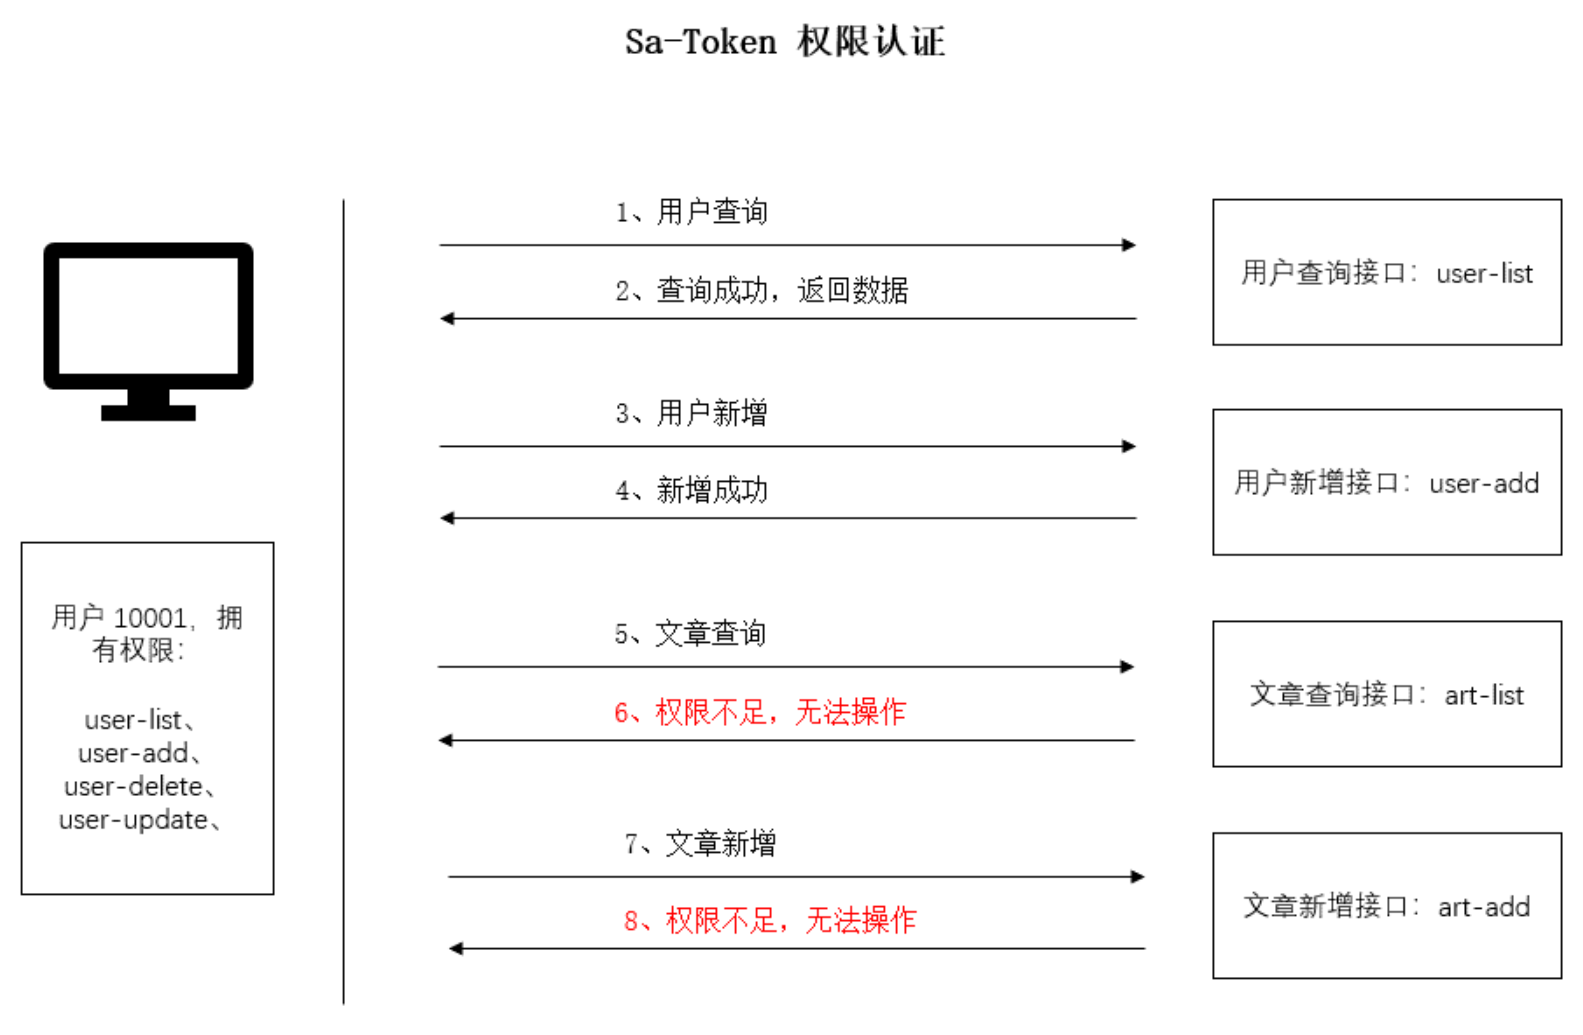 Sa-Token 权限认证
1、用户查询
2、查询成功，返回数据
用户查询接口：user-list
3、用户新增
4、新增成功
用户新增接口：user-add
用户 10001，拥
有权限：
user-list、
user-add、
user-delete、
user-update、
5、文章查询
6、权限不足，无法操作
文章查询接口：art-list
7、文章新增
8、权限不足，无法操作
文章新增接口：art-add